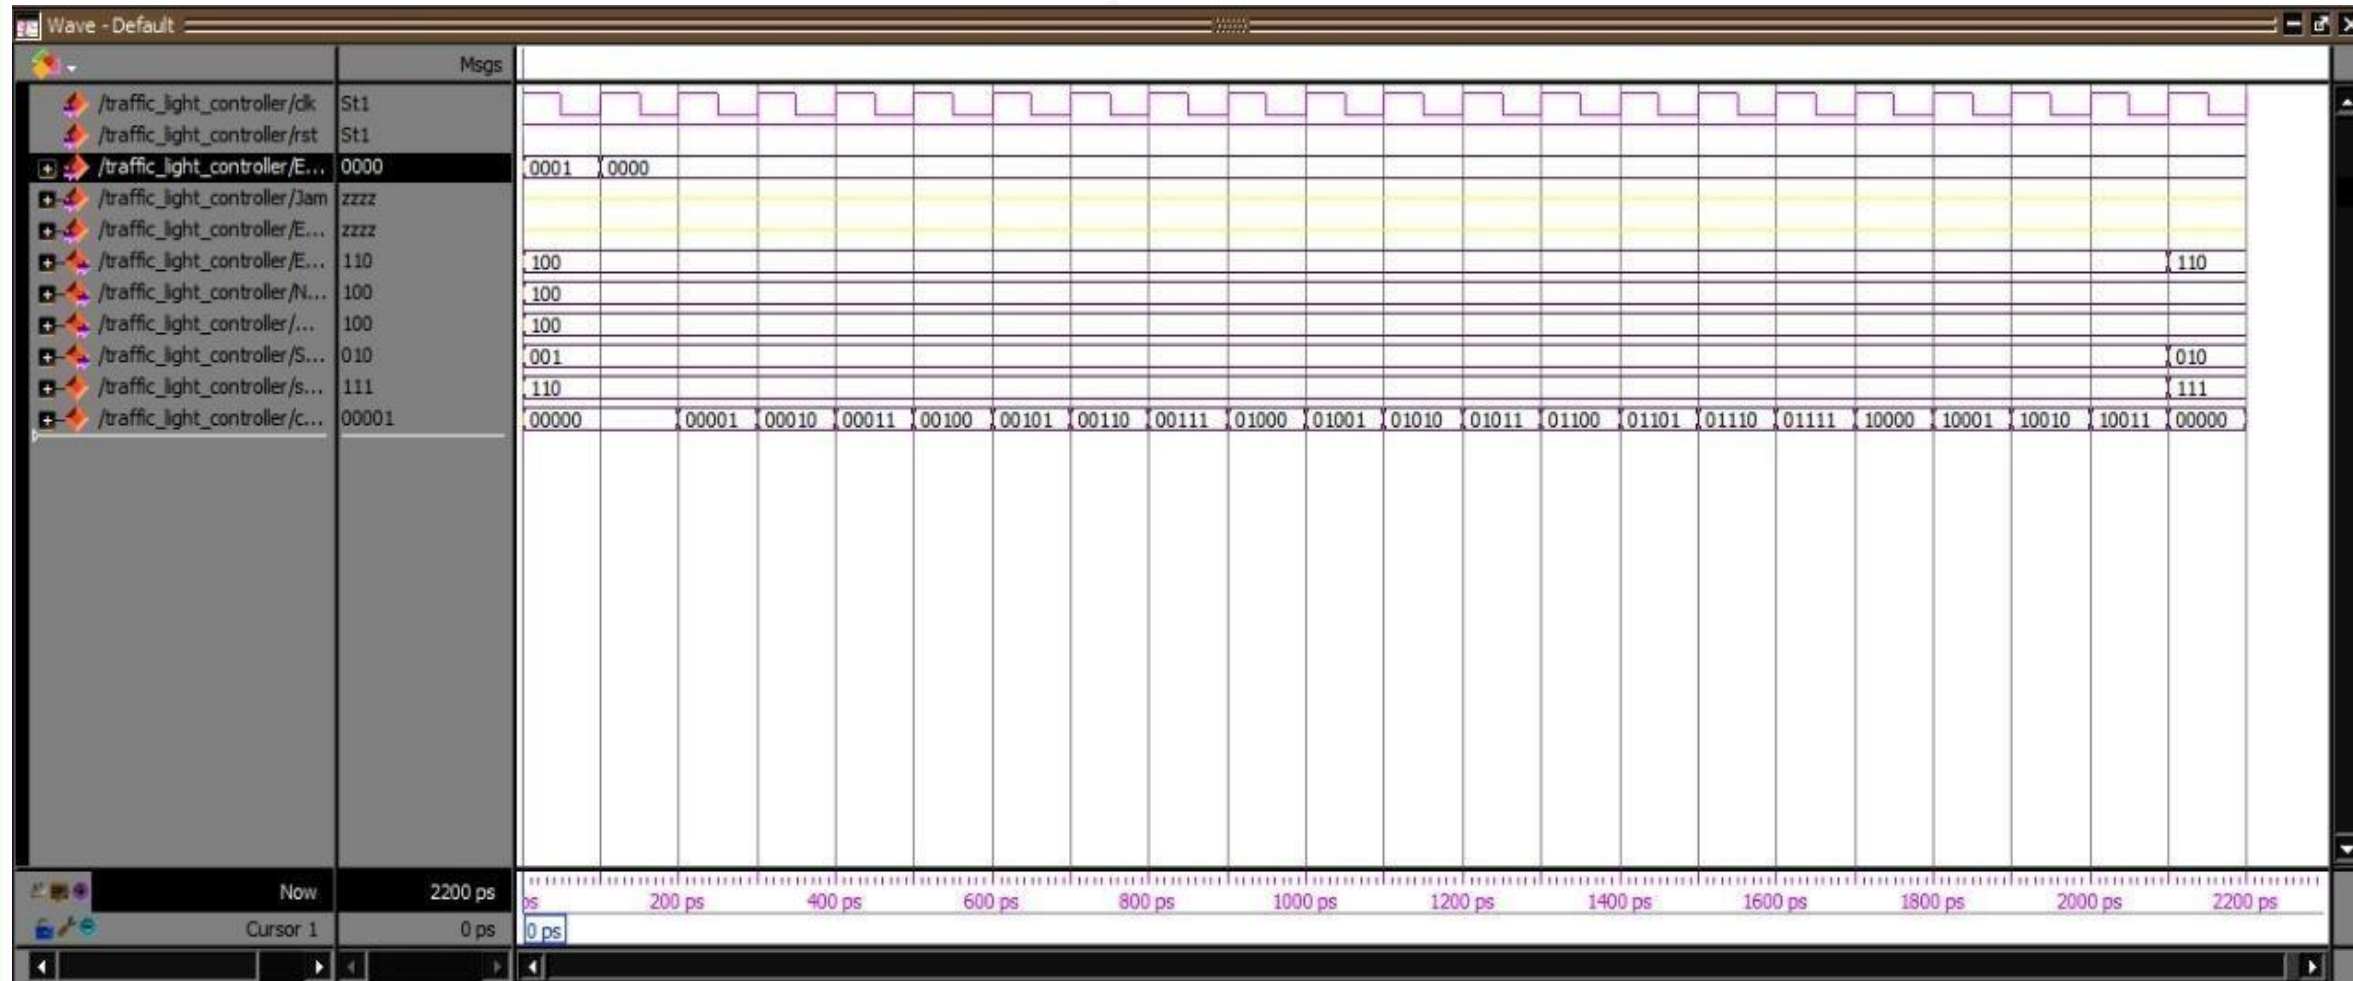 Wave - Default
Msgs
/traffic_light_controller/clk St1
/traffic_light_controller/rst St1
/traffic_light_controller/E... 0000 0001 0000
/traffic_light_controller/Jam zzzz
/traffic_light_controller/E... zzzz
/traffic_light_controller/E... 110 100 110
/traffic_light_controller/N... 100 100
/traffic_light_controller/... 100 100
/traffic_light_controller/S... 010 001 010
/traffic_light_controller/s... 111 110 111
/traffic_light_controller/c... 00001 00000 00001 00010 00011 00100 00101 00110 00111 01000 01001 01010 01011 01100 01101 01110 01111 10000 10001 10010 10011 00000
Now 2200 ps ps 200 ps 400 ps 600 ps 800 ps 1000 ps 1200 ps 1400 ps 1600 ps 1800 ps 2000 ps 2200 ps
Cursor 1 0 ps 0 ps